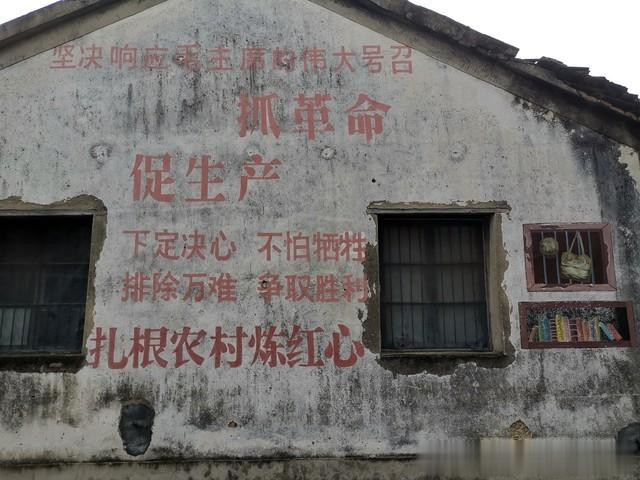 坚决响应毛主席的伟大号召
抓革命
促生产
下定决心 不怕牺牲
排除万难 争取胜利
扎根农村炼红心